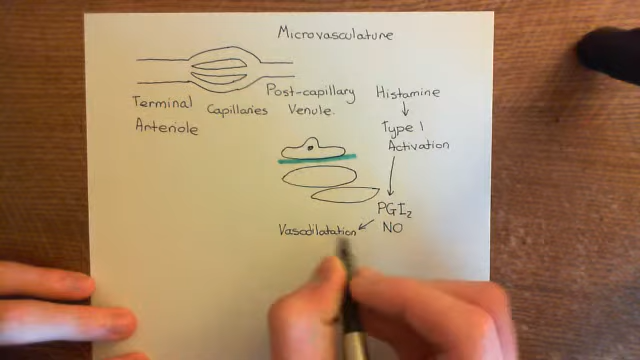 Microvasculature
Terminal
Arteriole
Capillaries
Post-capillary
Venule.
Histamine
Type 1
Activation
PGI₂
NO
Vasodilatation